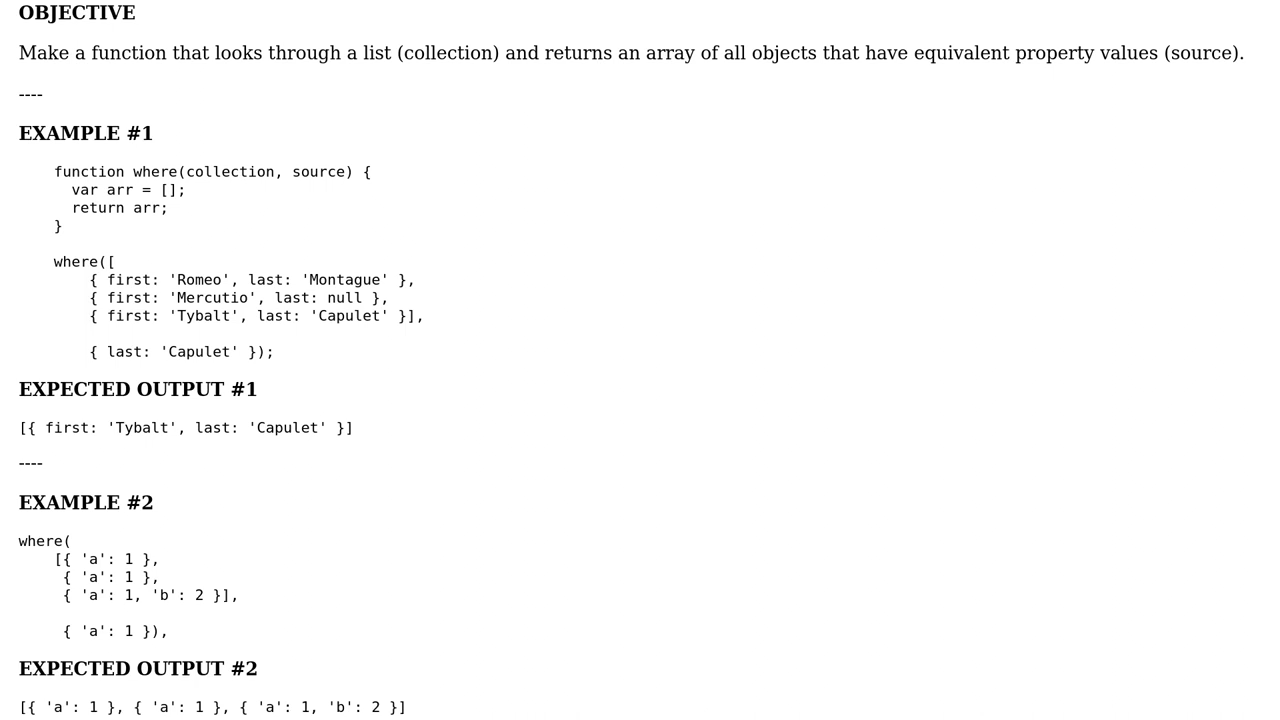 OBJECTIVE
Make a function that looks through a list (collection) and returns an array of all objects that have equivalent property values (source).
----
EXAMPLE #1
function where(collection, source) {
var arr = [];
return arr;
}
where([
{ first: 'Romeo', last: 'Montague' },
{ first: 'Mercutio', last: null },
{ first: 'Tybalt', last: 'Capulet' }],
{ last: 'Capulet' });
EXPECTED OUTPUT #1
[{ first: 'Tybalt', last: 'Capulet' }]
----
EXAMPLE #2
where(
[{ 'a': 1 },
{ 'a': 1 },
{ 'a': 1, 'b': 2 }],
{ 'a': 1 }),
EXPECTED OUTPUT #2
[{ 'a': 1 }, { 'a': 1 }, { 'a': 1, 'b': 2 }]